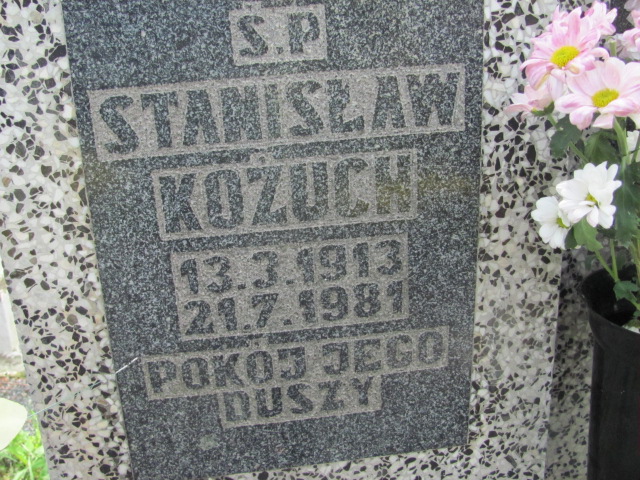 Ś.P
STANISŁAW
KOŻUCH
13.3.1913
21.7.1981
POKÓJ JEGO
DUSZY